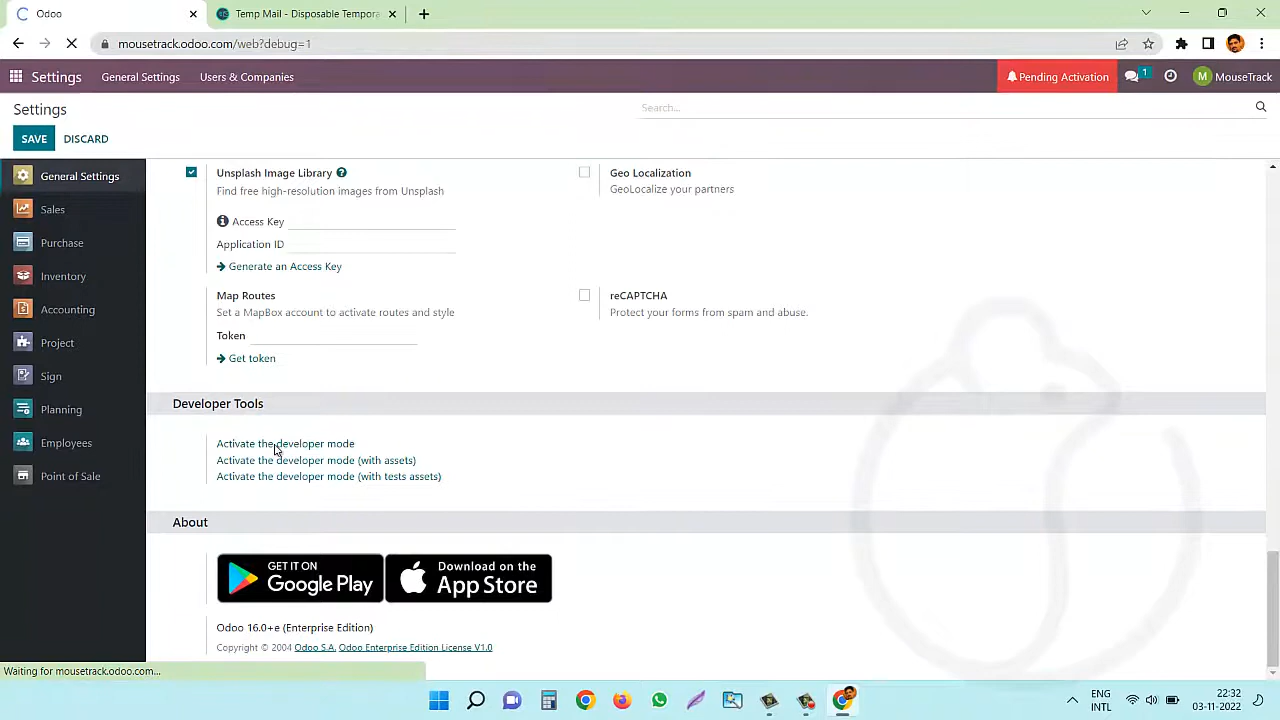 Odoo
Temp Mail - Disposable Tempora
mousetrack.odoo.com/web?debug=1
Settings General Settings Users & Companies Pending Activation 1 M MouseTrack
Settings
Search...
SAVE DISCARD
General Settings
Sales
Purchase
Inventory
Accounting
Project
Sign
Planning
Employees
Point of Sale
Unsplash Image Library ?
Find free high-resolution images from Unsplash
Access Key
Application ID
Generate an Access Key
Geo Localization
GeoLocalize your partners
Map Routes
Set a MapBox account to activate routes and style
Token
Get token
reCAPTCHA
Protect your forms from spam and abuse.
Developer Tools
Activate the developer mode
Activate the developer mode (with assets)
Activate the developer mode (with tests assets)
About
GET IT ON
Google Play
Download on the
App Store
Odoo 16.0+e (Enterprise Edition)
Copyright © 2004 Odoo S.A. Odoo Enterprise Edition License V1.0
Waiting for mousetrack.odoo.com...
ENG
INTL
22:32
03-11-2022